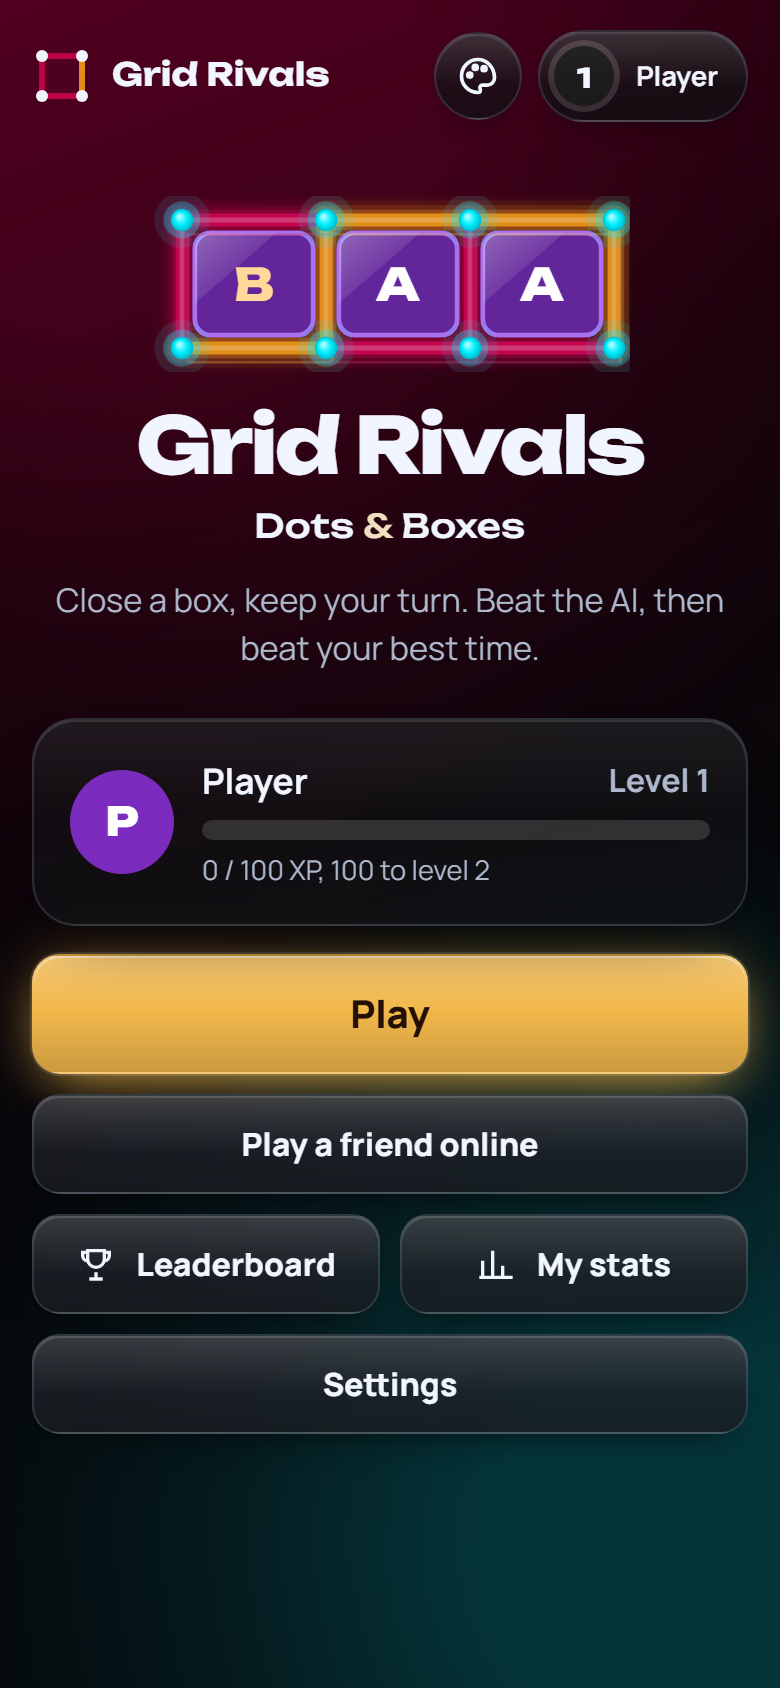 Grid Rivals
1 Player
B A A
Grid Rivals
Dots & Boxes
Close a box, keep your turn. Beat the AI, then
beat your best time.
P
Player Level 1
0 / 100 XP, 100 to level 2
Play
Play a friend online
Leaderboard My stats
Settings